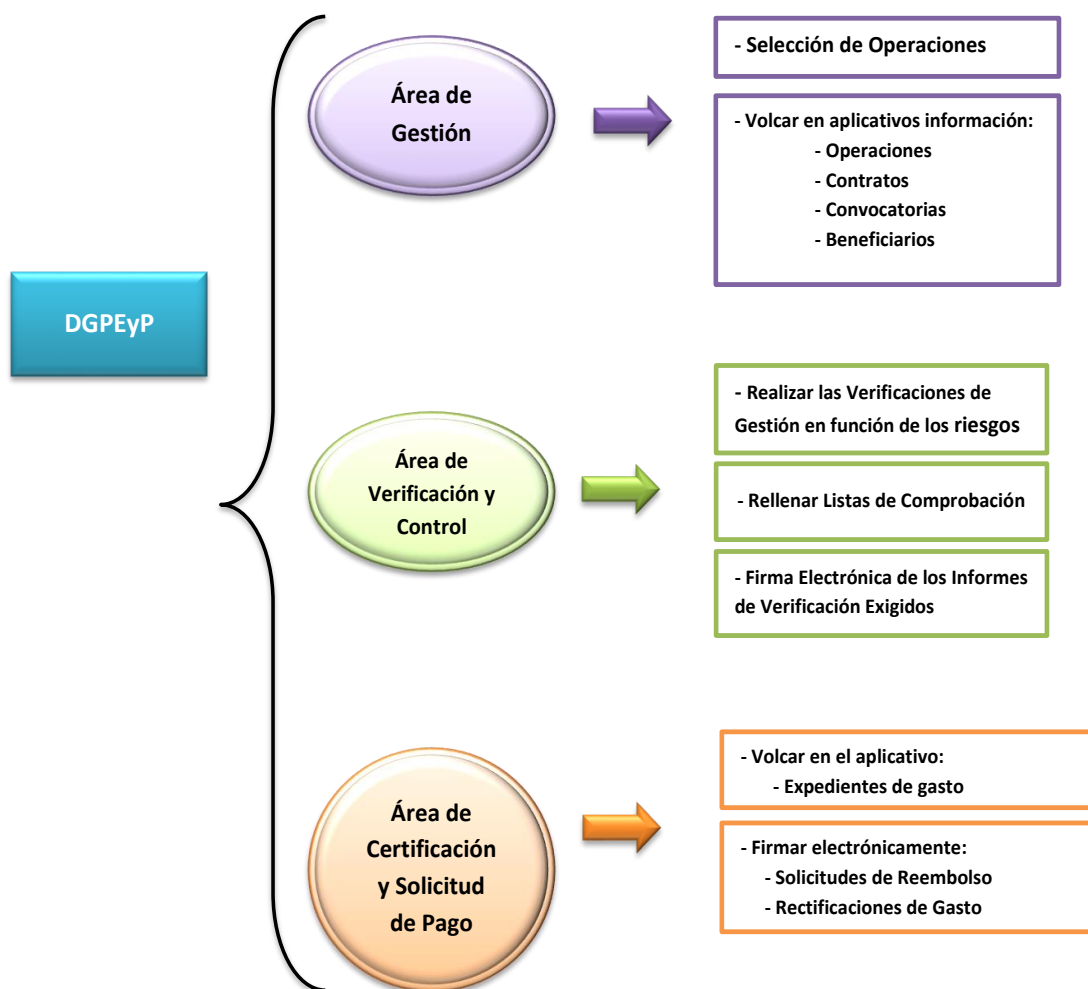 DGPEyP
Área de
Gestión
- Selección de Operaciones
- Volcar en aplicativos información:
- Operaciones
- Contratos
- Convocatorias
- Beneficiarios
Área de
Verificación y
Control
- Realizar las Verificaciones de
Gestión en función de los riesgos
- Rellenar Listas de Comprobación
- Firma Electrónica de los Informes
de Verificación Exigidos
Área de
Certificación
y Solicitud
de Pago
- Volcar en el aplicativo:
- Expedientes de gasto
- Firmar electrónicamente:
- Solicitudes de Reembolso
- Rectificaciones de Gasto